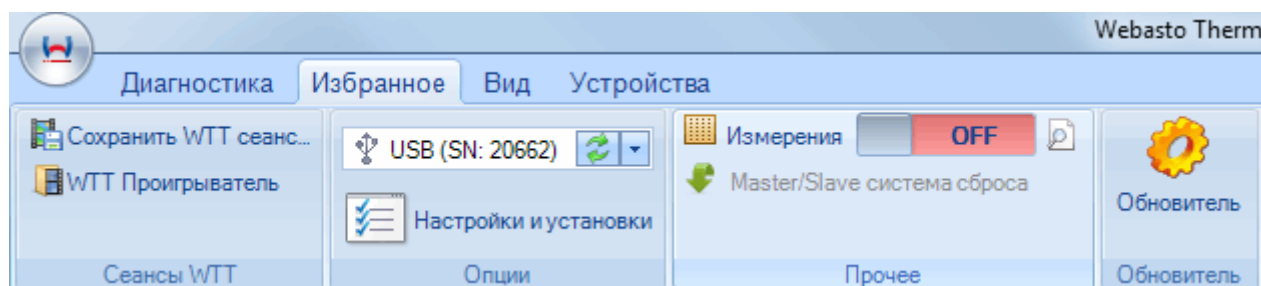 Webasto Therm
Диагностика Избранное Вид Устройства
Сохранить WTT сеанс...
WTT Проигрыватель
Сеансы WTT
USB (SN: 20662)
Настройки и установки
Опции
Измерения OFF
Master/Slave система сброса
Прочее
Обновитель
Обновитель